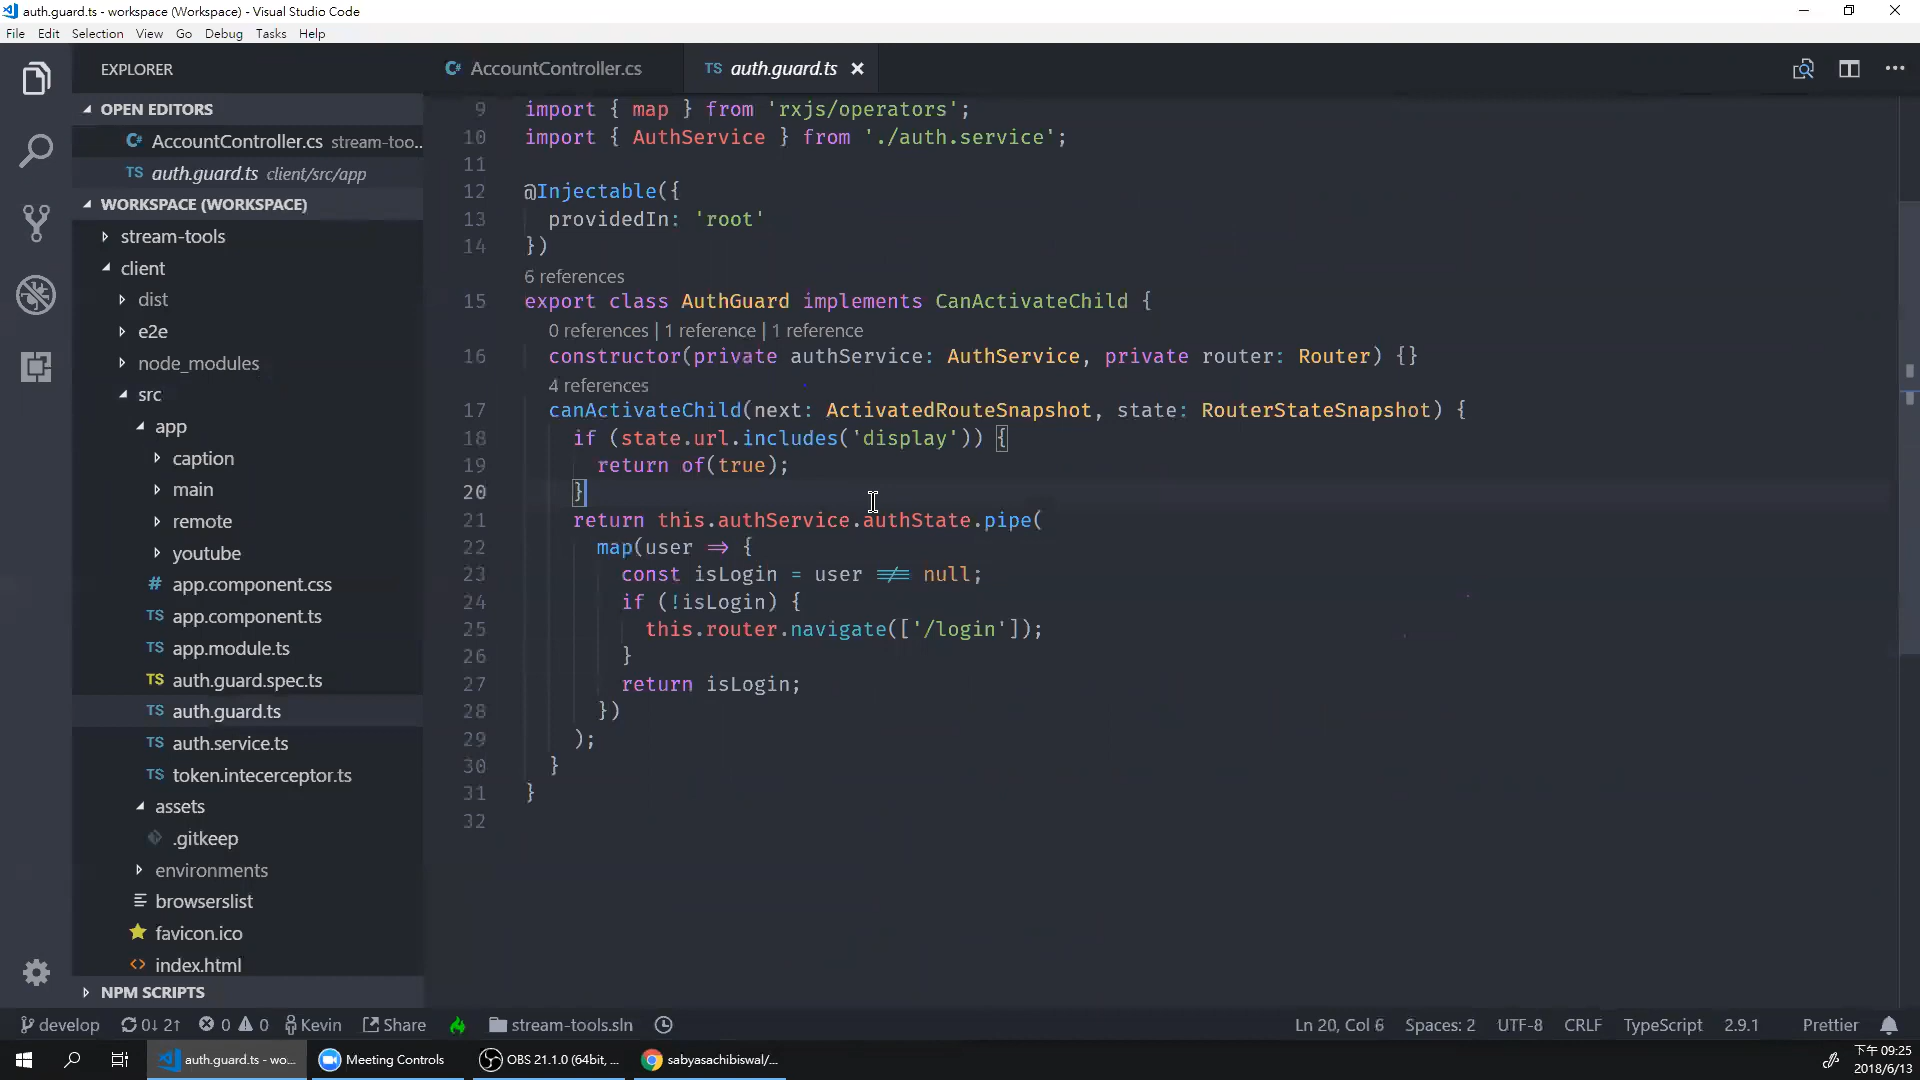 auth.guard.ts - workspace (Workspace) - Visual Studio Code
File Edit Selection View Go Debug Tasks Help
EXPLORER
OPEN EDITORS
C# AccountController.cs stream-too...
TS auth.guard.ts client/src/app
WORKSPACE (WORKSPACE)
stream-tools
client
dist
e2e
node_modules
src
app
caption
main
remote
youtube
# app.component.css
TS app.component.ts
TS app.module.ts
TS auth.guard.spec.ts
TS auth.guard.ts
TS auth.service.ts
TS token.intecerceptor.ts
assets
.gitkeep
environments
browserslist
favicon.ico
<> index.html
NPM SCRIPTS
C# AccountController.cs TS auth.guard.ts
9 import { map } from 'rxjs/operators';
10 import { AuthService } from './auth.service';
11
12 @Injectable({
13 providedIn: 'root'
14 })
6 references
15 export class AuthGuard implements CanActivateChild {
0 references | 1 reference | 1 reference
16 constructor(private authService: AuthService, private router: Router) {}
4 references
17 canActivateChild(next: ActivatedRouteSnapshot, state: RouterStateSnapshot) {
18 if (state.url.includes('display')) {
19 return of(true);
20 }
21 return this.authService.authState.pipe(
22 map(user => {
23 const isLogin = user !== null;
24 if (!isLogin) {
25 this.router.navigate(['/login']);
26 }
27 return isLogin;
28 })
29 );
30 }
31 }
32
develop 0↓ 2↑ 0 0 Kevin Share stream-tools.sln Ln 20, Col 6 Spaces: 2 UTF-8 CRLF TypeScript 2.9.1 Prettier
auth.guard.ts - wo... Meeting Controls OBS 21.1.0 (64bit, ... sabyasachibiswal/... 下午 09:25
2018/6/13